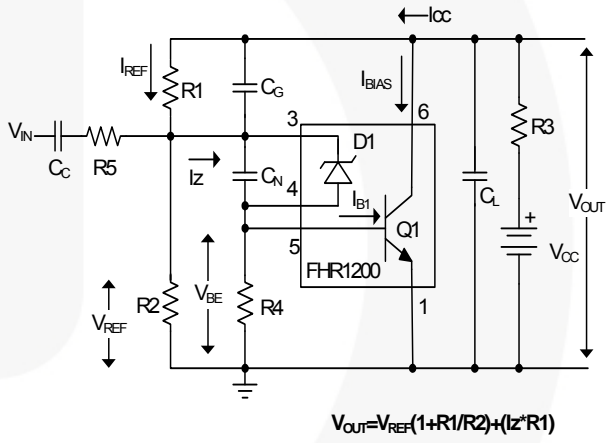 ICC
IREF
R1
CG
IBIAS
6
R3
VIN
CC
R5
IZ
3
D1
CN
4
IB1
Q1
CL
VOUT
5
FHR1200
VCC
+
VREF
R2
VBE
R4
1
VOUT=VREF(1+R1/R2)+(Iz*R1)